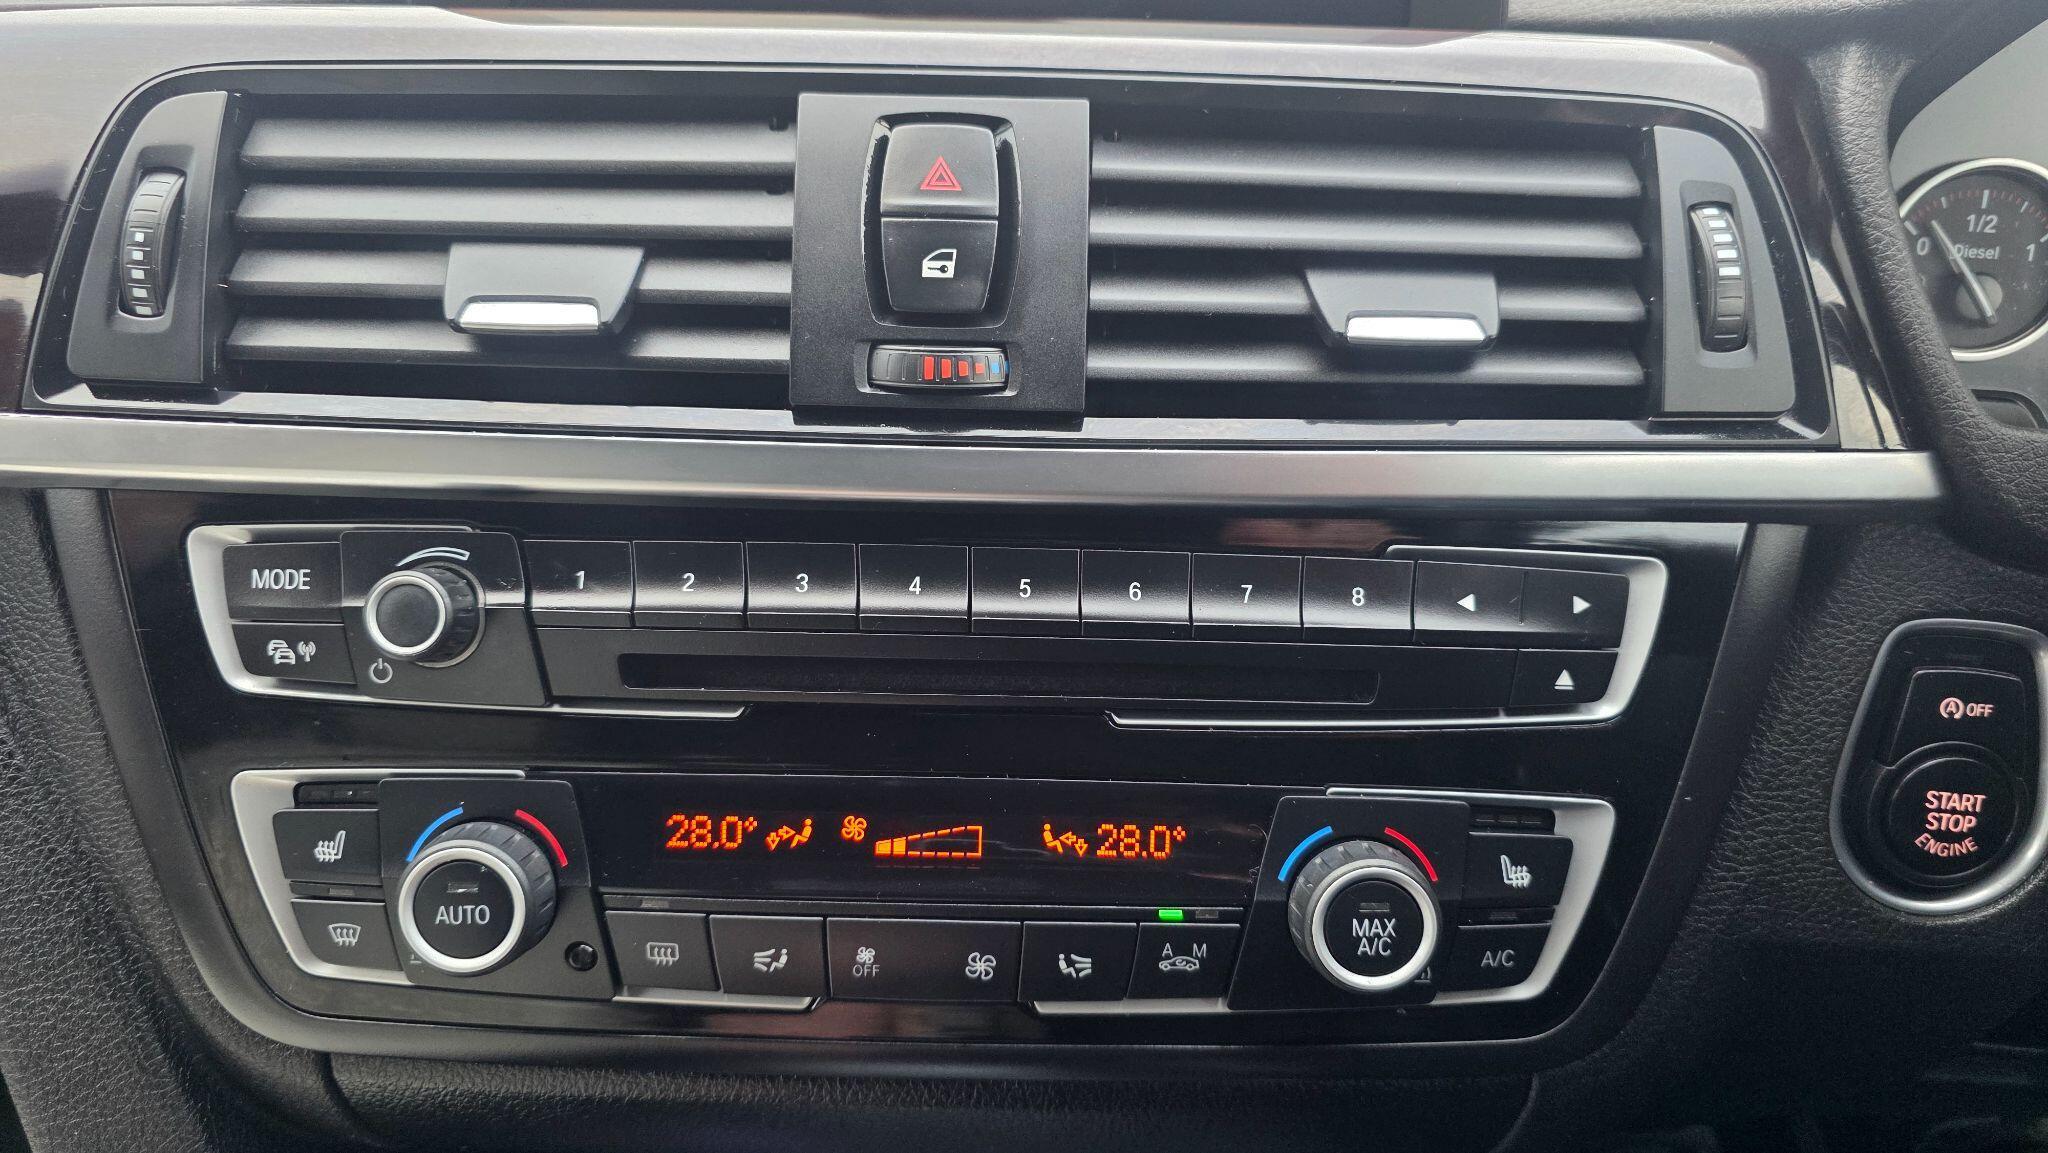 0 1/2 1
Diesel
MODE 1 2 3 4 5 6 7 8
OFF
START
STOP
ENGINE
28.0° 28.0°
AUTO
MAX
A/C
OFF
A M
A/C